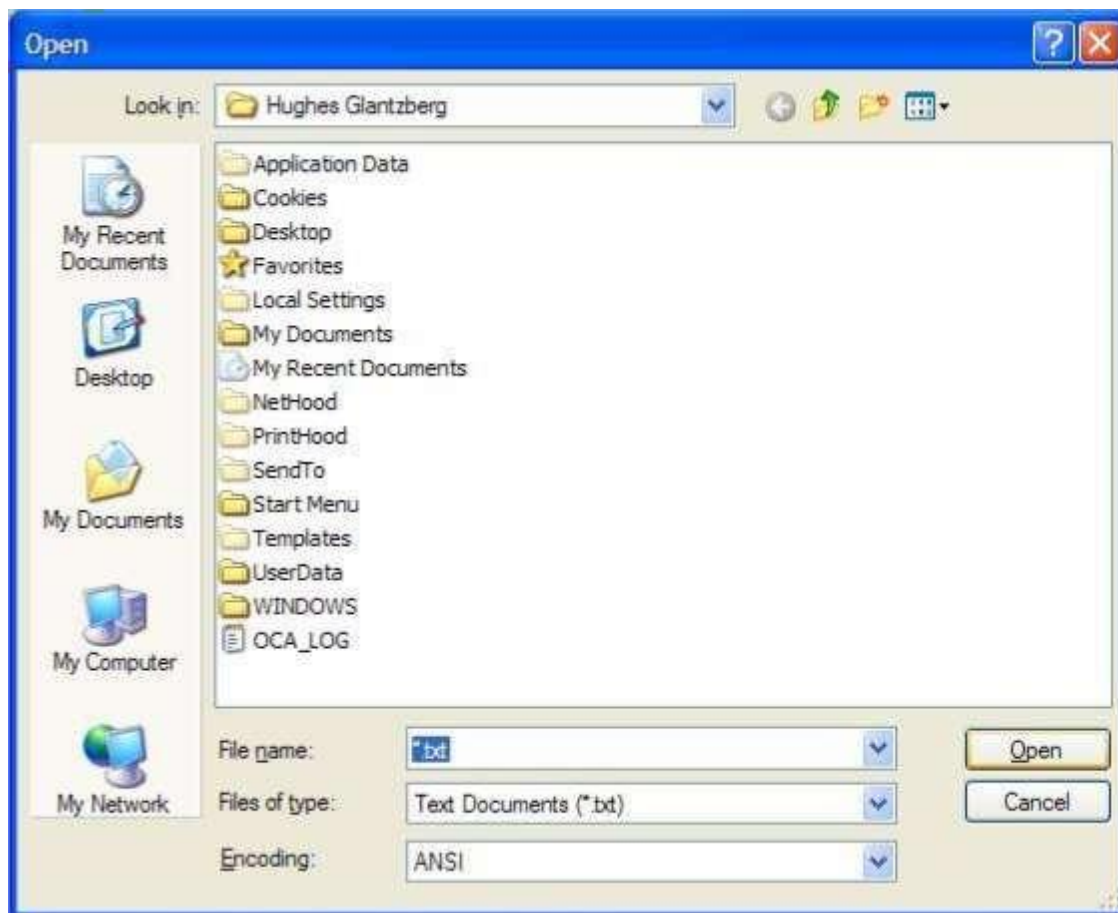 Open
Look in: Hughes Glantzberg
My Recent
Documents
Desktop
My Documents
My Computer
My Network
Application Data
Cookies
Desktop
Favorites
Local Settings
My Documents
My Recent Documents
NetHood
PrintHood
SendTo
Start Menu
Templates
UserData
WINDOWS
OCA_LOG
File name: *.txt Open
Files of type: Text Documents (*.txt) Cancel
Encoding: ANSI